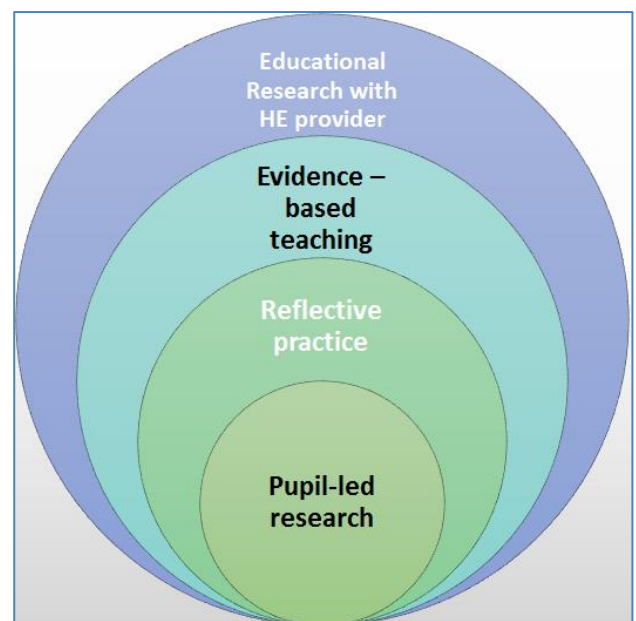 Educational
Research with
HE provider
Evidence –
based
teaching
Reflective
practice
Pupil-led
research